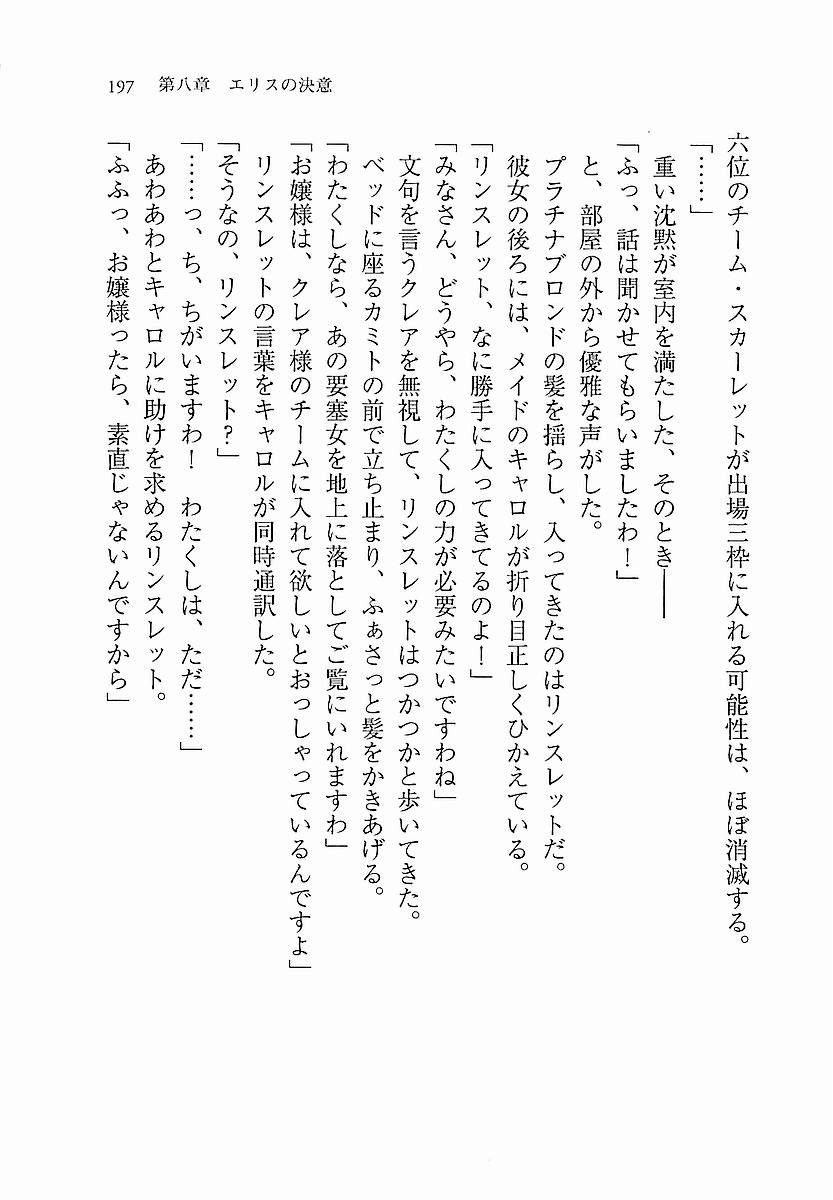 197　第八章　エリスの決意
六位のチーム・スカーレットが出場三枠に入れる可能性は、ほぼ消滅する。
「……」
　重い沈黙が室内を満たした、そのとき――
「ふっ、話は聞かせてもらいましたわ！」
　と、部屋の外から優雅な声がした。
　プラチナブロンドの髪を揺らし、入ってきたのはリンスレットだ。
　彼女の後ろには、メイドのキャロルが折り目正しくひかえている。
「リンスレット、なに勝手に入ってきてるのよ！」
「みなさん、どうやら、わたくしの力が必要みたいですわね」
　文句を言うクレアを無視して、リンスレットはつかつかと歩いてきた。
　ベッドに座るカミトの前で立ち止まり、ふぁさっと髪をかきあげる。
「わたくしなら、あの要塞女を地上に落としてご覧にいれますわ」
「お嬢様は、クレア様のチームに入れて欲しいとおっしゃっているんですよ」
　リンスレットの言葉をキャロルが同時通訳した。
「そうなの、リンスレット？」
「……っ、ち、ちがいますわ！　わたくしは、ただ……」
　あわあわとキャロルに助けを求めるリンスレット。
「ふふっ、お嬢様ったら、素直じゃないんですから」